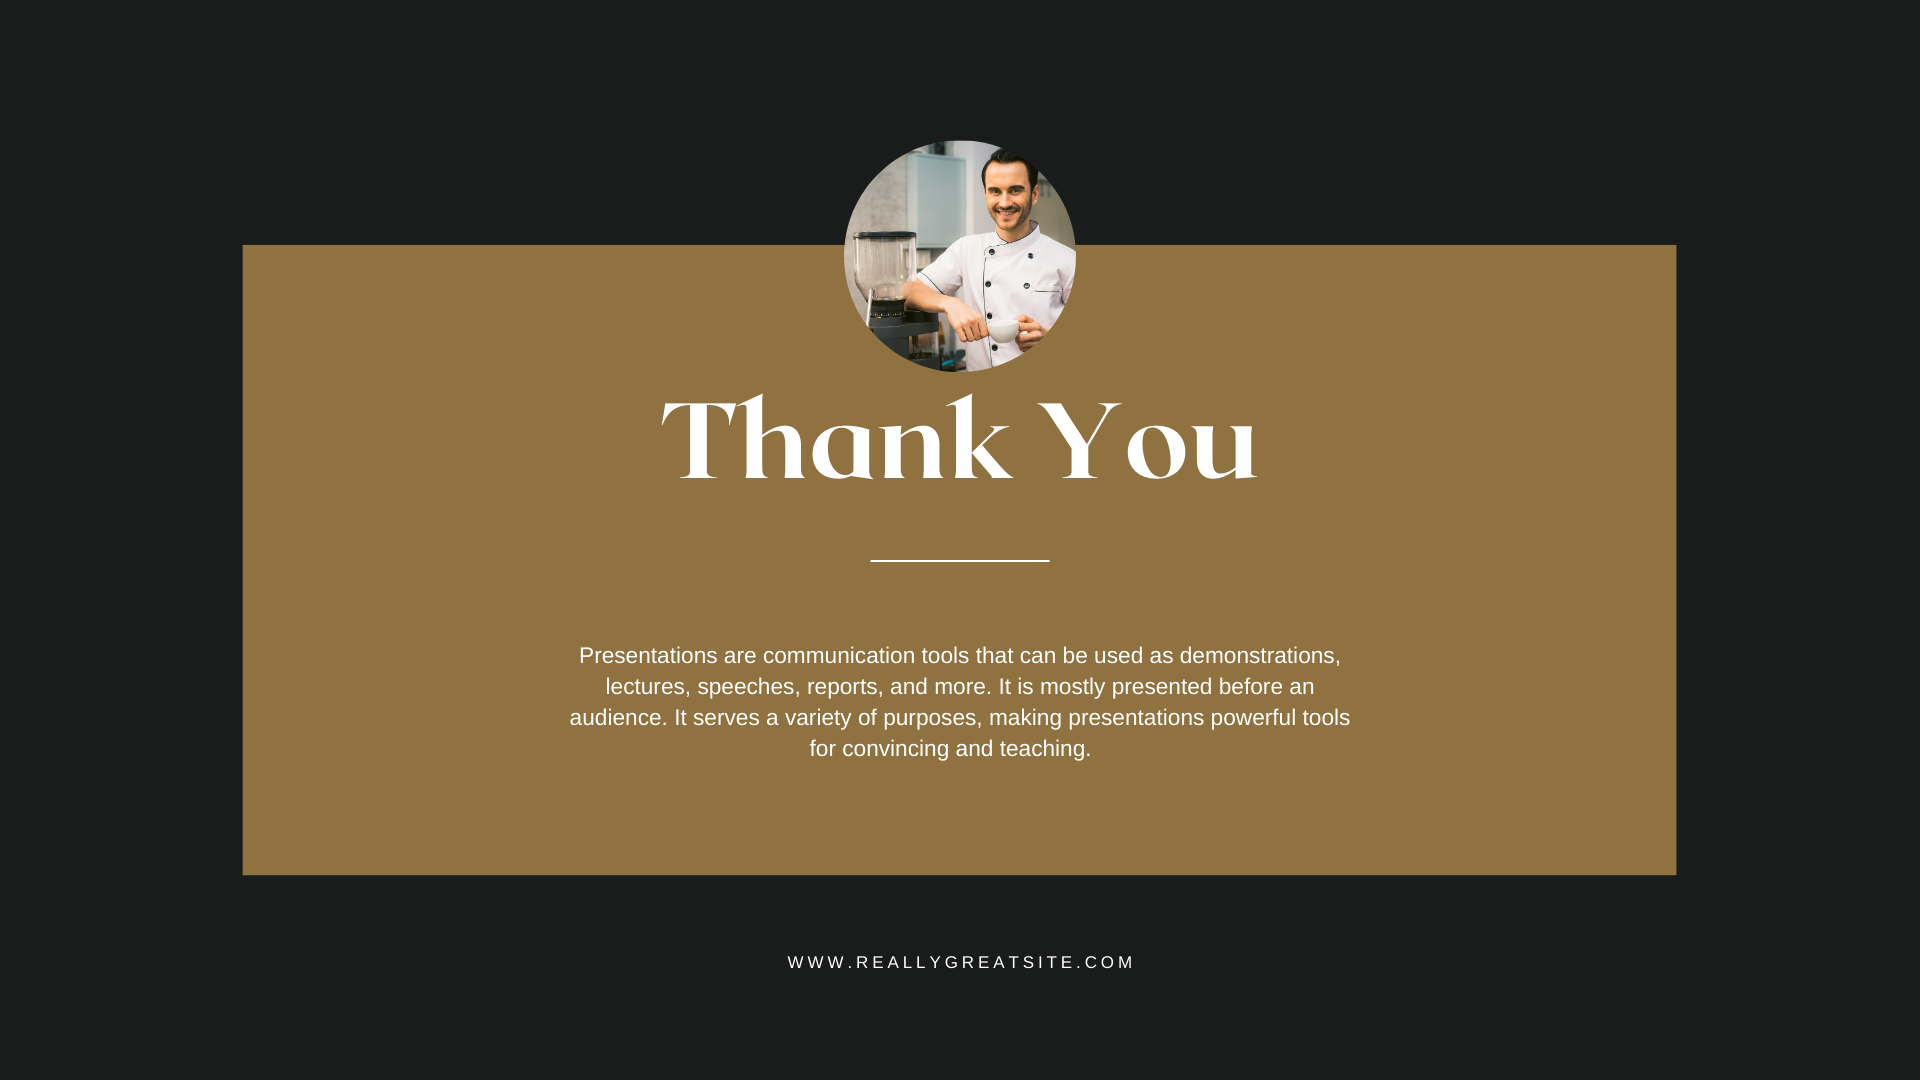 Thank You
Presentations are communication tools that can be used as demonstrations,
lectures, speeches, reports, and more. It is mostly presented before an
audience. It serves a variety of purposes, making presentations powerful tools
for convincing and teaching.
WWW.REALLYGREATSITE.COM